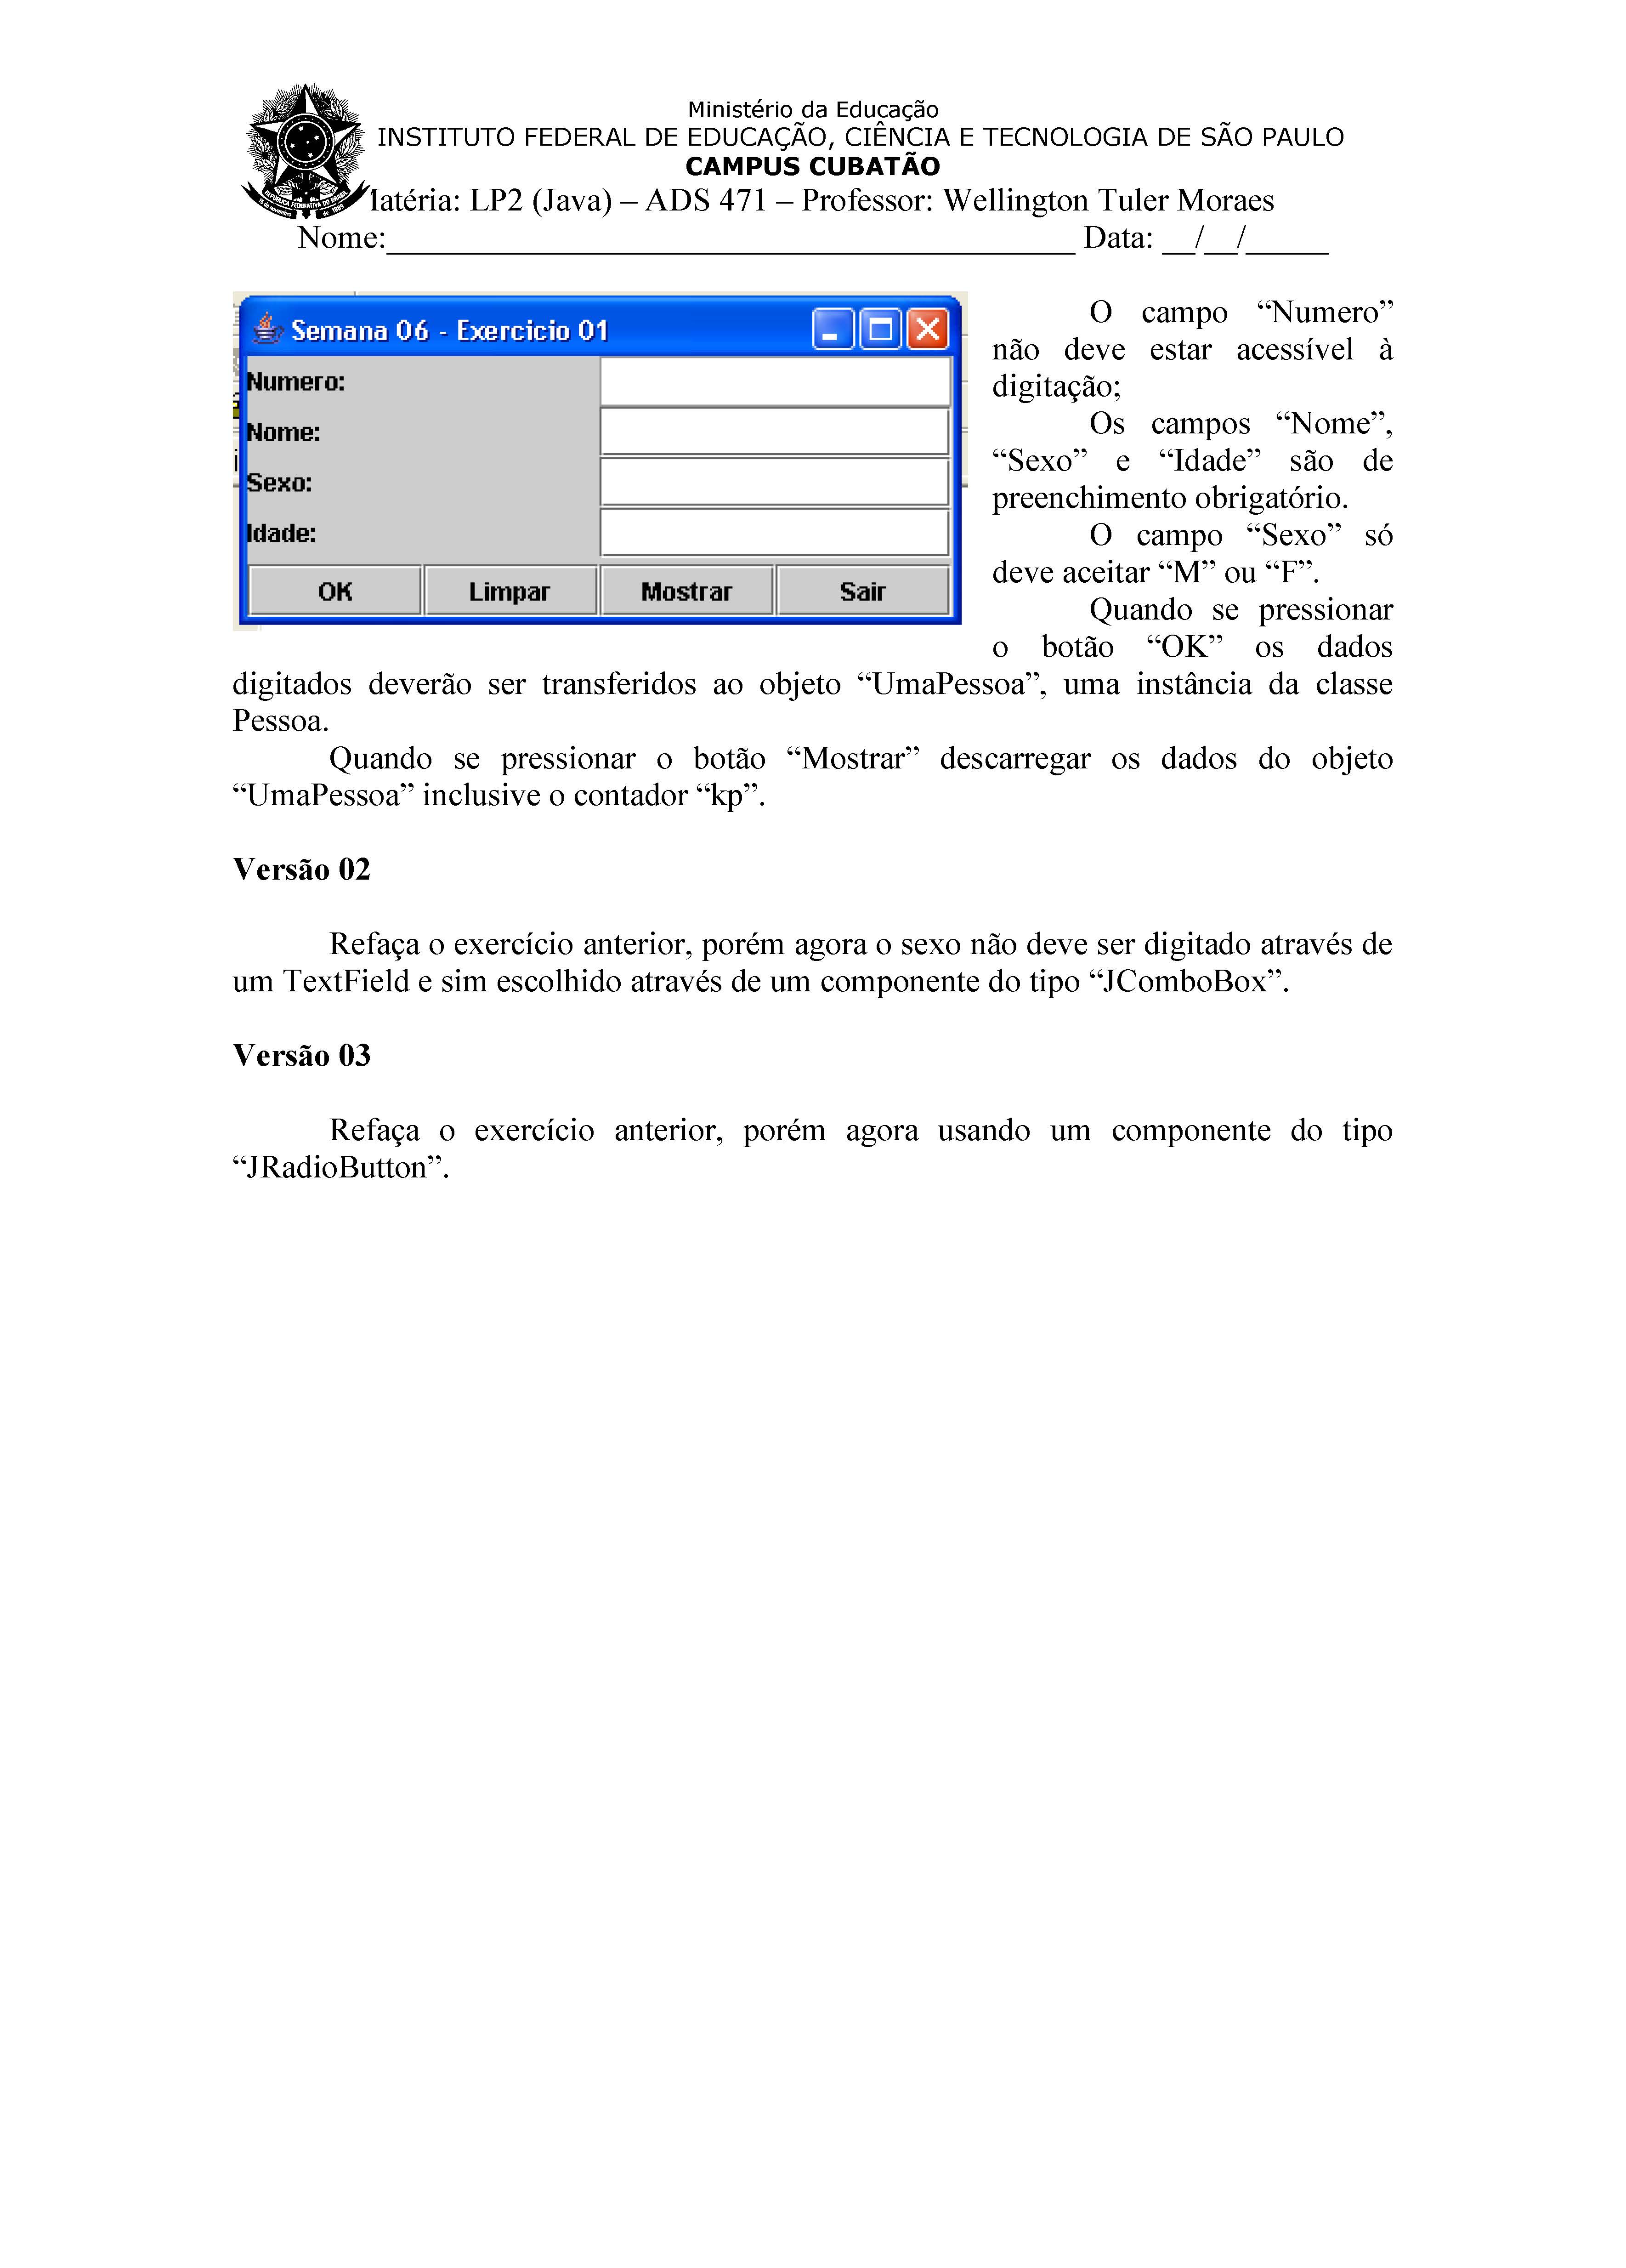 Ministério da Educação
INSTITUTO FEDERAL DE EDUCAÇÃO, CIÊNCIA E TECNOLOGIA DE SÃO PAULO
CAMPUS CUBATÃO
Matéria: LP2 (Java) – ADS 471 – Professor: Wellington Tuler Moraes
Nome:__________________________________________ Data: __/__/_____
Semana 06 - Exercicio 01
Numero:
Nome:
Sexo:
Idade:
OK Limpar Mostrar Sair
O campo “Numero”
não deve estar acessível à
digitação;
Os campos “Nome”,
“Sexo” e “Idade” são de
preenchimento obrigatório.
O campo “Sexo” só
deve aceitar “M” ou “F”.
Quando se pressionar
o botão “OK” os dados
digitados deverão ser transferidos ao objeto “UmaPessoa”, uma instância da classe
Pessoa.
Quando se pressionar o botão “Mostrar” descarregar os dados do objeto
“UmaPessoa” inclusive o contador “kp”.
Versão 02
Refaça o exercício anterior, porém agora o sexo não deve ser digitado através de
um TextField e sim escolhido através de um componente do tipo “JComboBox”.
Versão 03
Refaça o exercício anterior, porém agora usando um componente do tipo
“JRadioButton”.